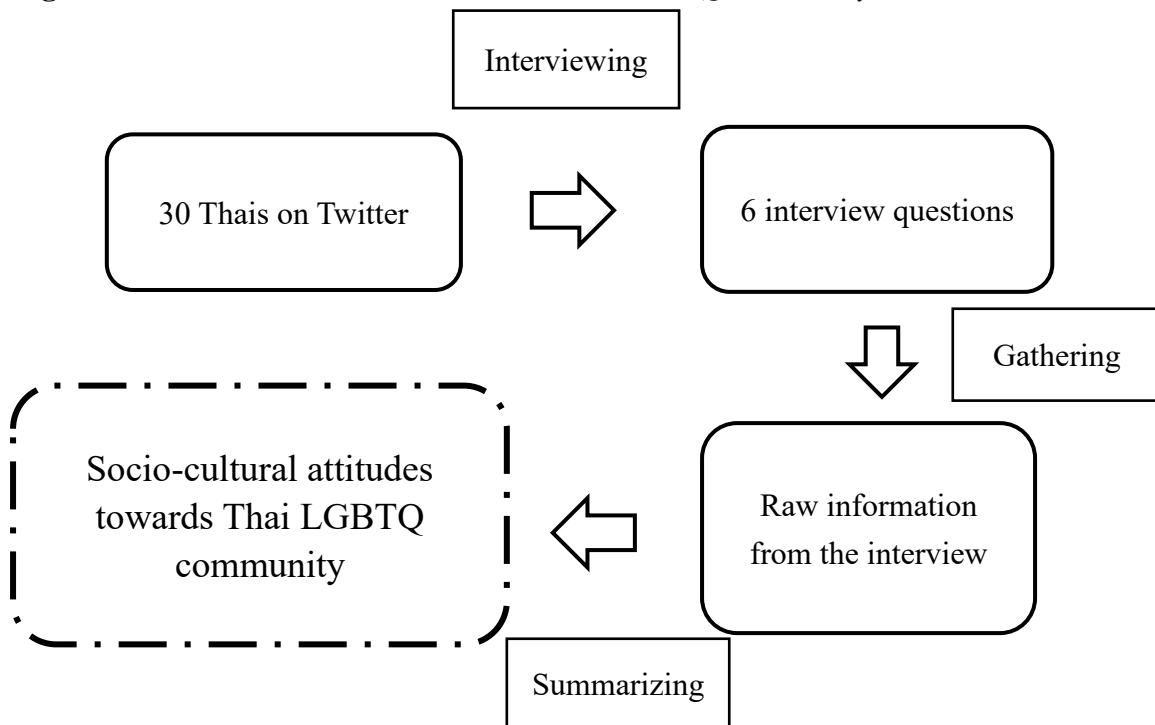 Interviewing
30 Thais on Twitter
6 interview questions
Gathering
Raw information
from the interview
Socio-cultural attitudes
towards Thai LGBTQ
community
Summarizing